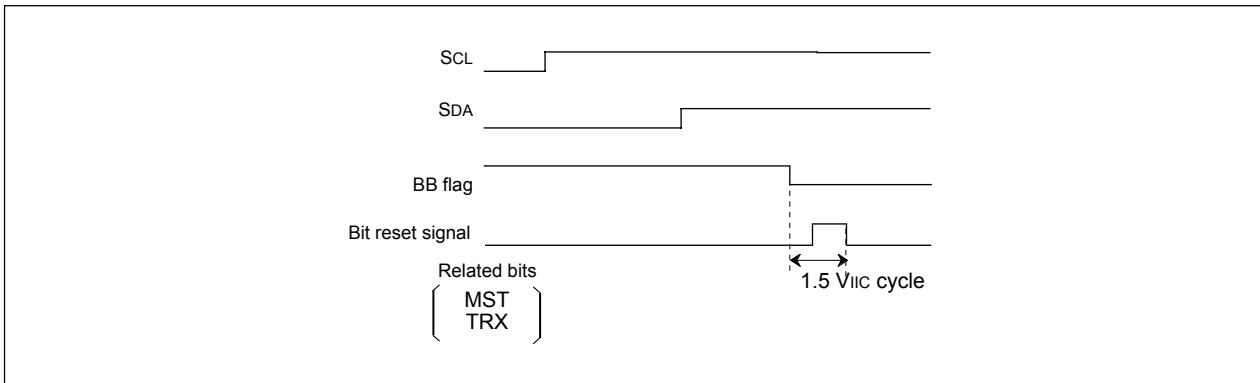 SCL
SDA
BB flag
Bit reset signal
Related bits
MST
TRX
1.5 VIIC cycle